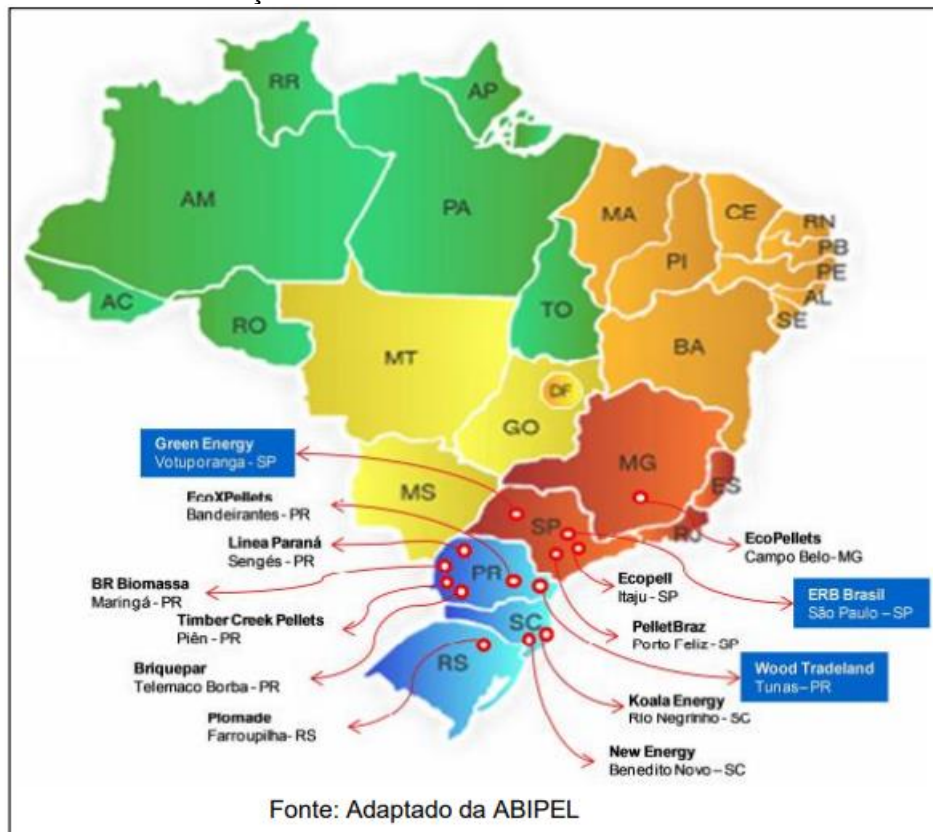 RR
AP
AM
PA
MA
CE
RN
PB
PI
PE
AC
TO
AL
SE
RO
BA
MT
DF
GO
Green Energy
Votuporanga - SP
MG
MS
ES
EcoXPellets
Bandeirantes - PR
SP
RJ
EcoPellets
Campo Belo - MG
Linea Paraná
Sengés - PR
PR
Ecopell
Itaju - SP
BR Biomassa
Maringá - PR
ERB Brasil
São Paulo – SP
Timber Creek Pellets
Piên - PR
SC
PelletBraz
Porto Feliz - SP
RS
Briquepar
Telemaco Borba - PR
Wood Tradeland
Tunas – PR
Koala Energy
Rio Negrinho - SC
Plomade
Farroupilha - RS
New Energy
Benedito Novo – SC
Fonte: Adaptado da ABIPEL